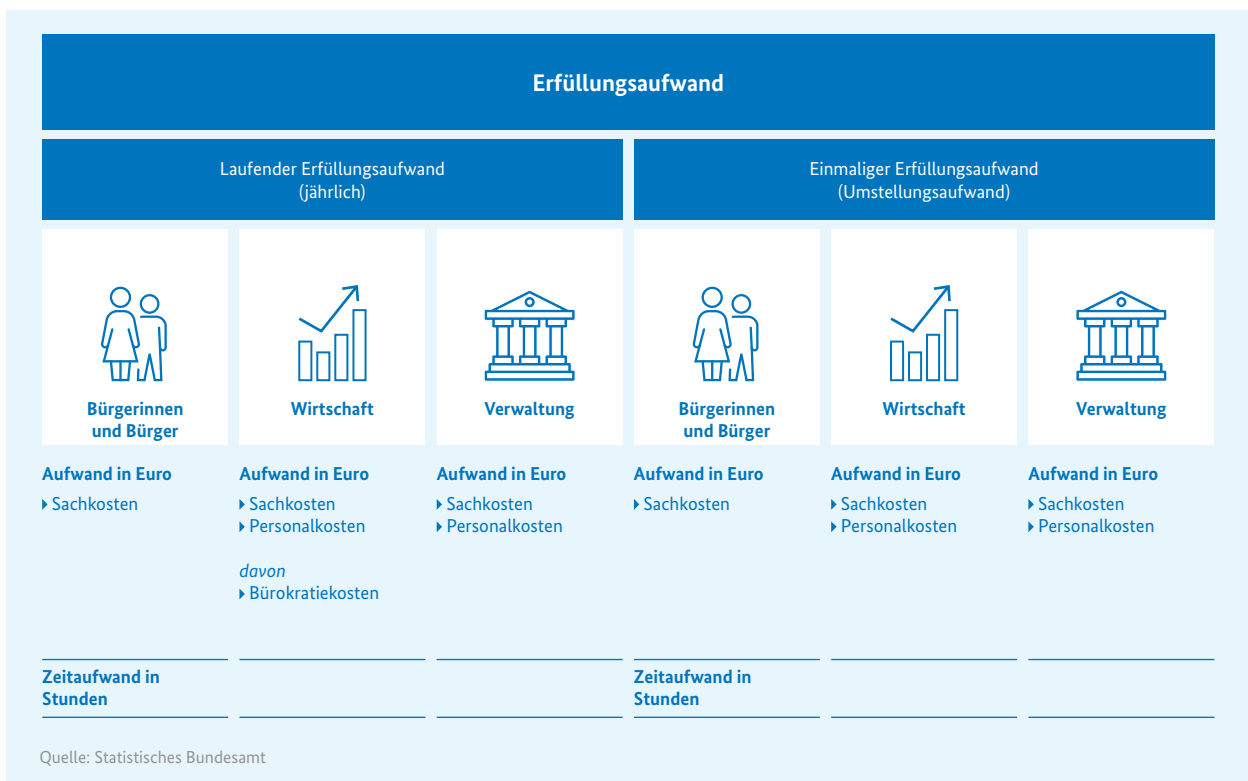 Erfüllungsaufwand
Laufender Erfüllungsaufwand
(jährlich)
Einmaliger Erfüllungsaufwand
(Umstellungsaufwand)
Bürgerinnen
und Bürger
Wirtschaft
Verwaltung
Bürgerinnen
und Bürger
Wirtschaft
Verwaltung
Aufwand in Euro
Sachkosten
Aufwand in Euro
Sachkosten
Personalkosten
davon
Bürokratiekosten
Aufwand in Euro
Sachkosten
Personalkosten
Aufwand in Euro
Sachkosten
Aufwand in Euro
Sachkosten
Personalkosten
Aufwand in Euro
Sachkosten
Personalkosten
Zeitaufwand in
Stunden
Zeitaufwand in
Stunden
Quelle: Statistisches Bundesamt